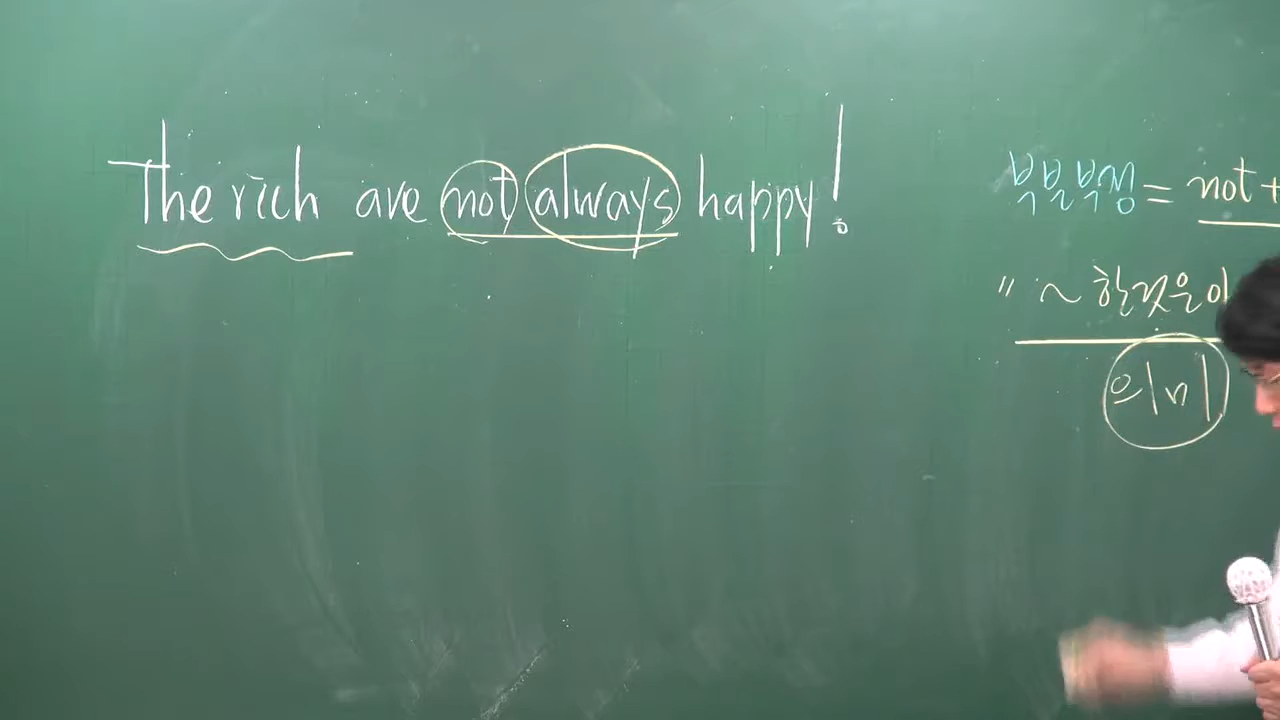 The rich are not always happy!
부분부정 = not +
" ~ 한것은 아
의미